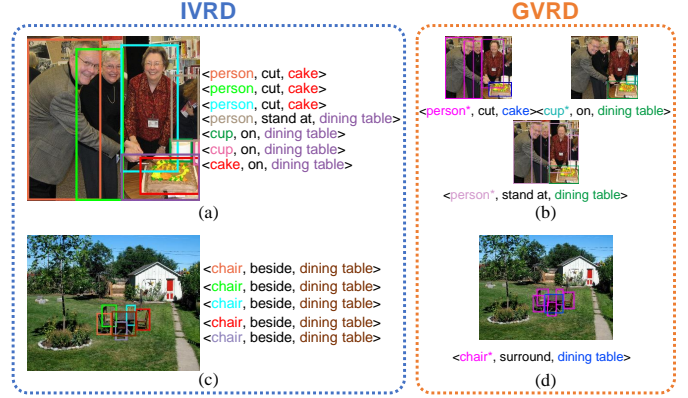 IVRD
GVRD
<person, cut, cake>
<person, cut, cake>
<person, cut, cake>
<person, stand at, dining table>
<cup, on, dining table>
<cup, on, dining table>
<cake, on, dining table>
(a)
<person*, cut, cake><cup*, on, dining table>
<person*, stand at, dining table>
(b)
<chair, beside, dining table>
<chair, beside, dining table>
<chair, beside, dining table>
<chair, beside, dining table>
<chair, beside, dining table>
(c)
<chair*, surround, dining table>
(d)